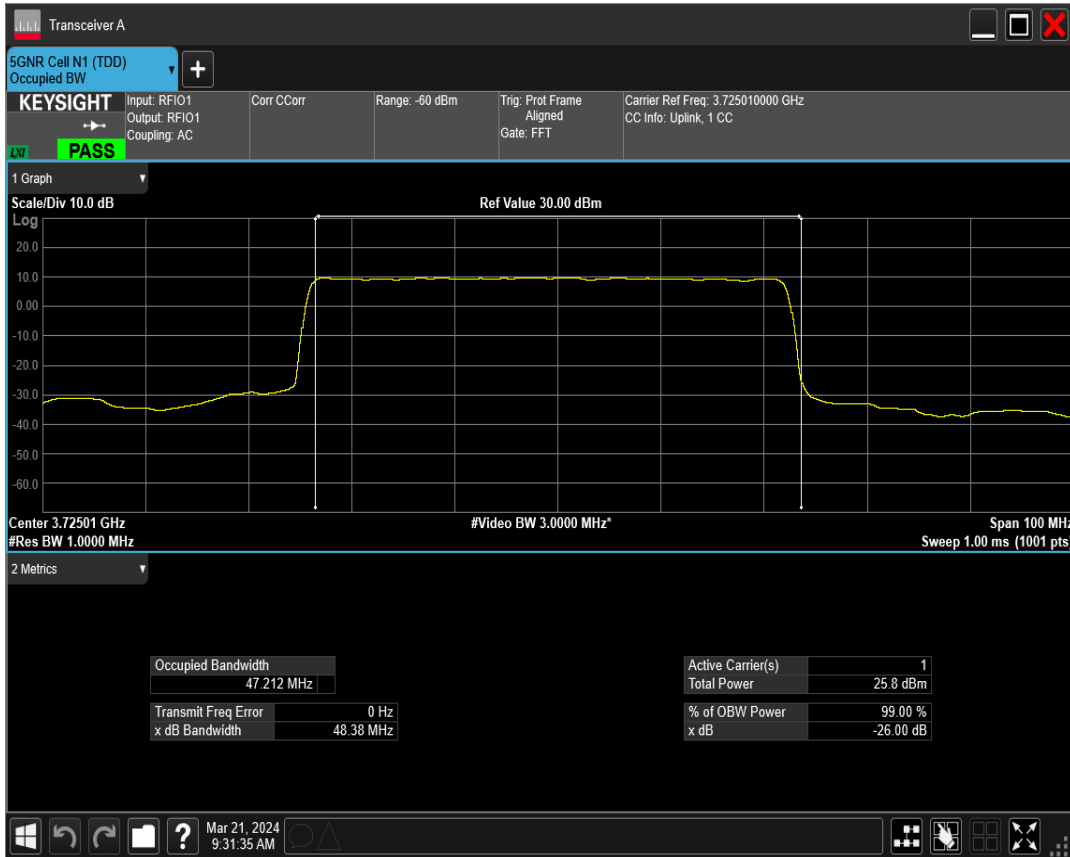 Transceiver A
5GNR Cell N1 (TDD)
Occupied BW
+
KEYSIGHT
LXI
PASS
Input: RFIO1
Output: RFIO1
Coupling: AC
Corr CCorr
Range: -60 dBm
Trig: Prot Frame
Aligned
Gate: FFT
Carrier Ref Freq: 3.725010000 GHz
CC Info: Uplink, 1 CC
1 Graph
Scale/Div 10.0 dB
Ref Value 30.00 dBm
Log
20.0
10.0
0.00
-10.0
-20.0
-30.0
-40.0
-50.0
-60.0
Center 3.72501 GHz
#Video BW 3.0000 MHz*
Span 100 MHz
#Res BW 1.0000 MHz
Sweep 1.00 ms (1001 pts)
2 Metrics
Occupied Bandwidth
47.212 MHz
Transmit Freq Error 0 Hz
x dB Bandwidth 48.38 MHz
Active Carrier(s) 1
Total Power 25.8 dBm
% of OBW Power 99.00 %
x dB -26.00 dB
?
Mar 21, 2024
9:31:35 AM